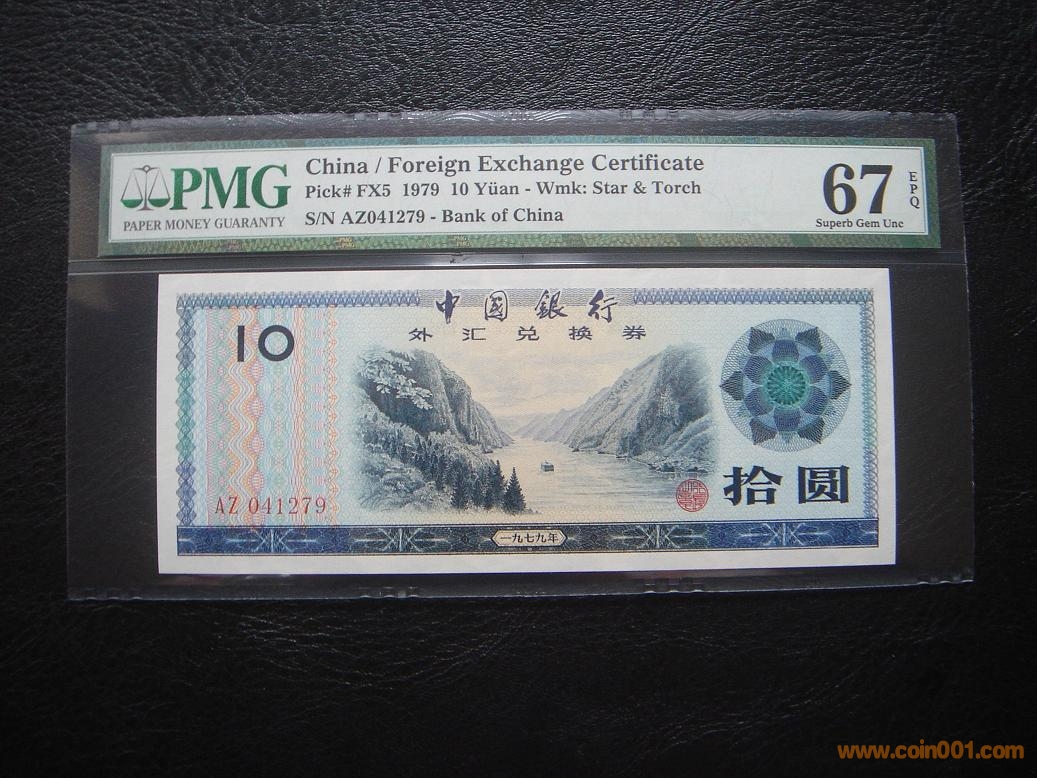 PMG
PAPER MONEY GUARANTY
China / Foreign Exchange Certificate
Pick# FX5 1979 10 Yüan - Wmk: Star & Torch
S/N AZ041279 - Bank of China
67
EPQ
Superb Gem Unc
中國銀行
外汇兑换券
10
AZ 041279
拾圆
一九七九年
www.coin001.com